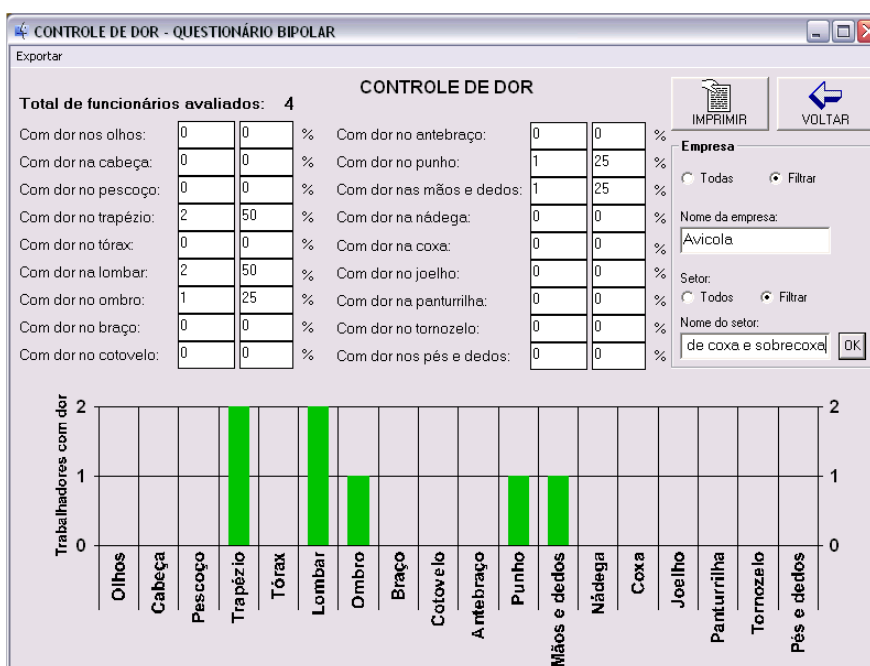 CONTROLE DE DOR - QUESTIONÁRIO BIPOLAR
Exportar
CONTROLE DE DOR
Total de funcionários avaliados: 4
Com dor nos olhos: 0 0 %
Com dor na cabeça: 0 0 %
Com dor no pescoço: 0 0 %
Com dor no trapézio: 2 50 %
Com dor no tórax: 0 0 %
Com dor na lombar: 2 50 %
Com dor no ombro: 1 25 %
Com dor no braço: 0 0 %
Com dor no cotovelo: 0 0 %
Com dor no antebraço: 0 0 %
Com dor no punho: 1 25 %
Com dor nas mãos e dedos: 1 25 %
Com dor na nádega: 0 0 %
Com dor na coxa: 0 0 %
Com dor no joelho: 0 0 %
Com dor na panturrilha: 0 0 %
Com dor no tornozelo: 0 0 %
Com dor nos pés e dedos: 0 0 %
IMPRIMIR
VOLTAR
Empresa
Todas Filtrar
Nome da empresa:
Avicola
Setor:
Todos Filtrar
Nome do setor:
de coxa e sobrecoxa OK
Trabalhadores com dor
2 2
1 1
0 0
Olhos
Cabeça
Pescoço
Trapézio
Tórax
Lombar
Ombro
Braço
Cotovelo
Antebraço
Punho
Mãos e dedos
Nádega
Coxa
Joelho
Panturrilha
Tornozelo
Pés e dedos